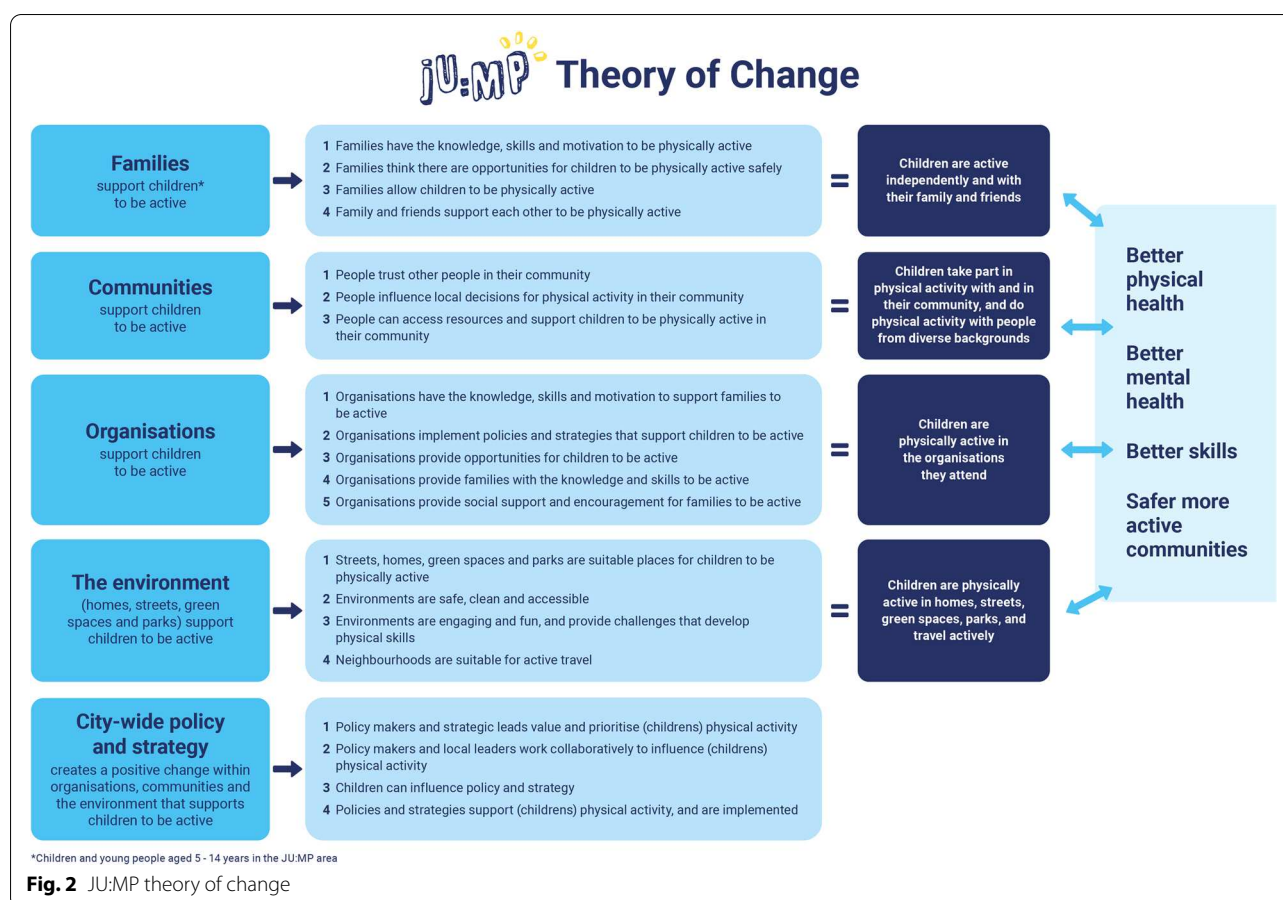 jU:MP Theory of Change
Families
support children*
to be active
1 Families have the knowledge, skills and motivation to be physically active
2 Families think there are opportunities for children to be physically active safely
3 Families allow children to be physically active
4 Family and friends support each other to be physically active
=
Children are active
independently and with
their family and friends
Communities
support children
to be active
1 People trust other people in their community
2 People influence local decisions for physical activity in their community
3 People can access resources and support children to be physically active in
their community
=
Children take part in
physical activity with and in
their community, and do
physical activity with people
from diverse backgrounds
Organisations
support children
to be active
1 Organisations have the knowledge, skills and motivation to support families to
be active
2 Organisations implement policies and strategies that support children to be active
3 Organisations provide opportunities for children to be active
4 Organisations provide families with the knowledge and skills to be active
5 Organisations provide social support and encouragement for families to be active
=
Children are
physically active in
the organisations
they attend
The environment
(homes, streets, green
spaces and parks) support
children to be active
1 Streets, homes, green spaces and parks are suitable places for children to be
physically active
2 Environments are safe, clean and accessible
3 Environments are engaging and fun, and provide challenges that develop
physical skills
4 Neighbourhoods are suitable for active travel
=
Children are physically
active in homes, streets,
green spaces, parks, and
travel actively
Better
physical
health
Better
mental
health
Better skills
Safer more
active
communities
City-wide policy
and strategy
creates a positive change within
organisations, communities and
the environment that supports
children to be active
1 Policy makers and strategic leads value and prioritise (childrens) physical activity
2 Policy makers and local leaders work collaboratively to influence (childrens)
physical activity
3 Children can influence policy and strategy
4 Policies and strategies support (childrens) physical activity, and are implemented
*Children and young people aged 5 - 14 years in the JU:MP area
Fig. 2 JU:MP theory of change